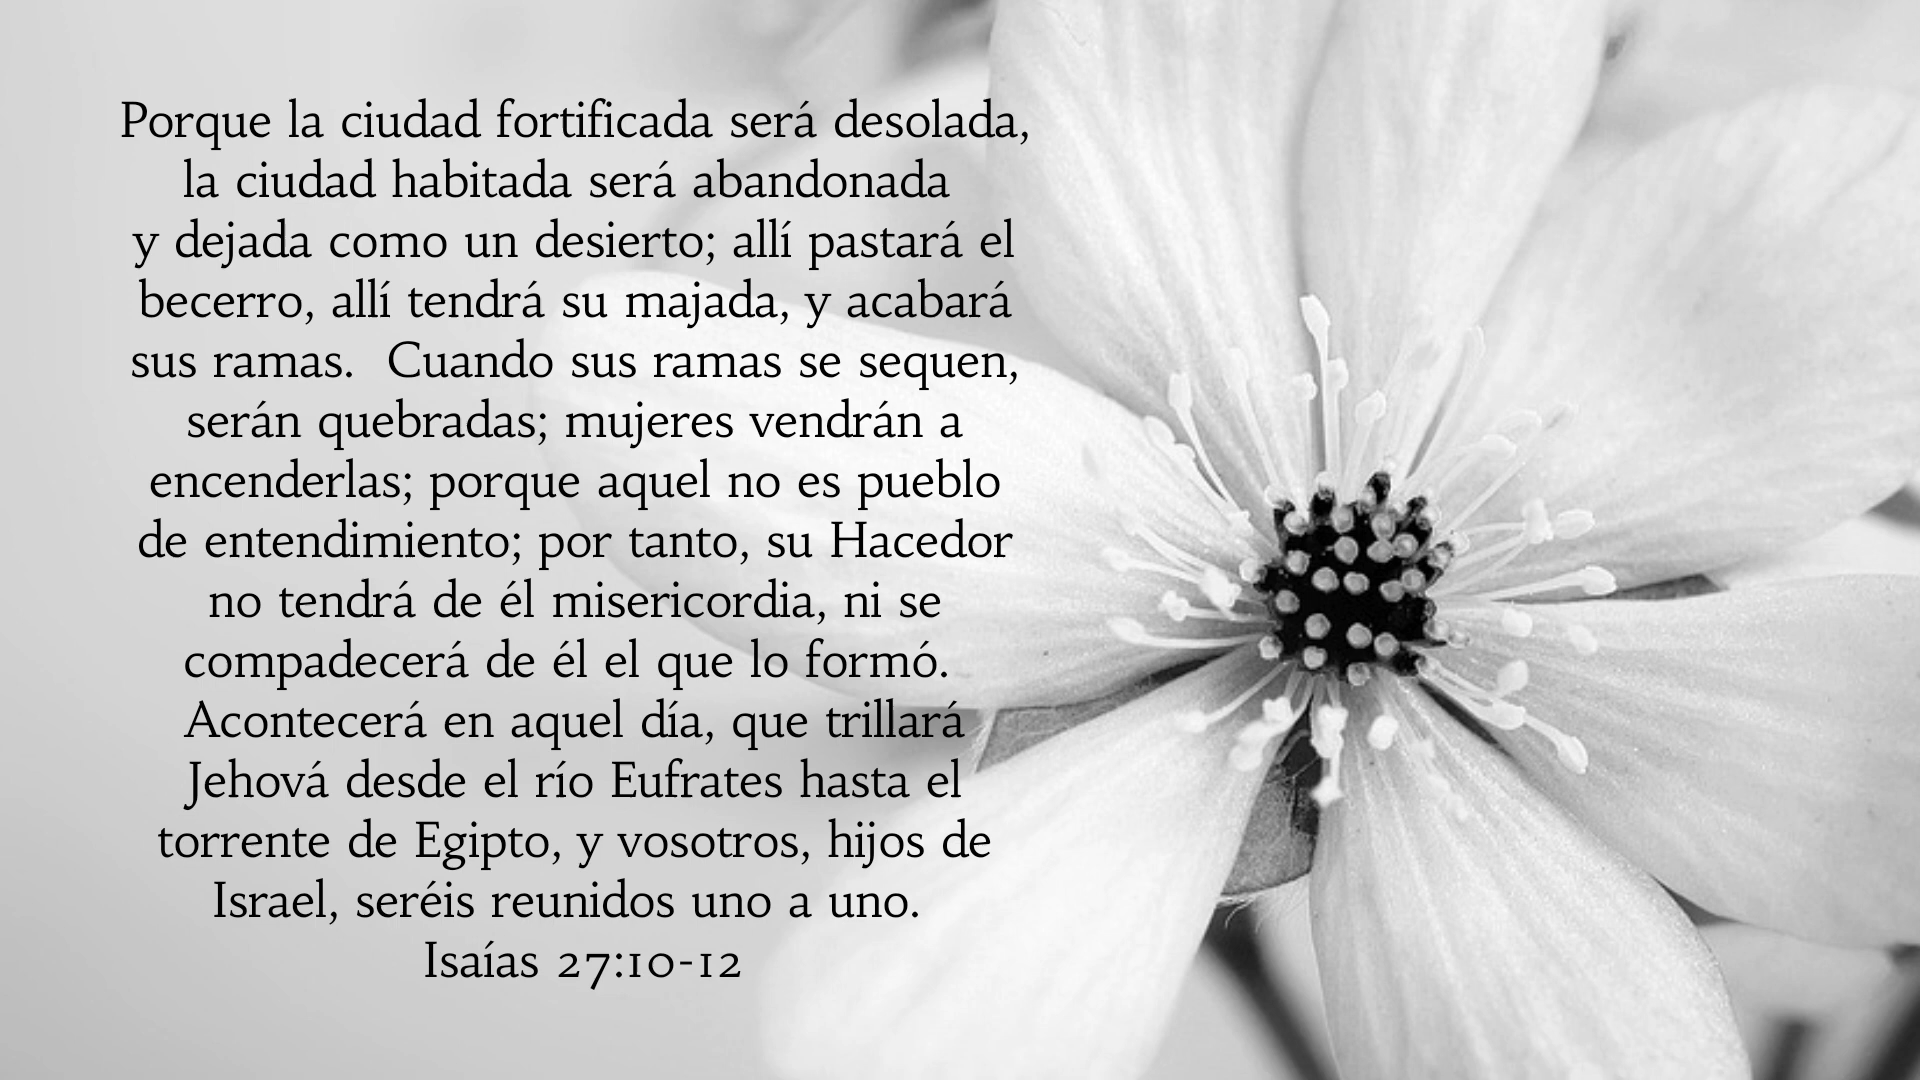 Porque la ciudad fortificada será desolada,
la ciudad habitada será abandonada
y dejada como un desierto; allí pastará el
becerro, allí tendrá su majada, y acabará
sus ramas.  Cuando sus ramas se sequen,
serán quebradas; mujeres vendrán a
encenderlas; porque aquel no es pueblo
de entendimiento; por tanto, su Hacedor
no tendrá de él misericordia, ni se
compadecerá de él el que lo formó.
Acontecerá en aquel día, que trillará
Jehová desde el río Eufrates hasta el
torrente de Egipto, y vosotros, hijos de
Israel, seréis reunidos uno a uno.
Isaías 27:10-12